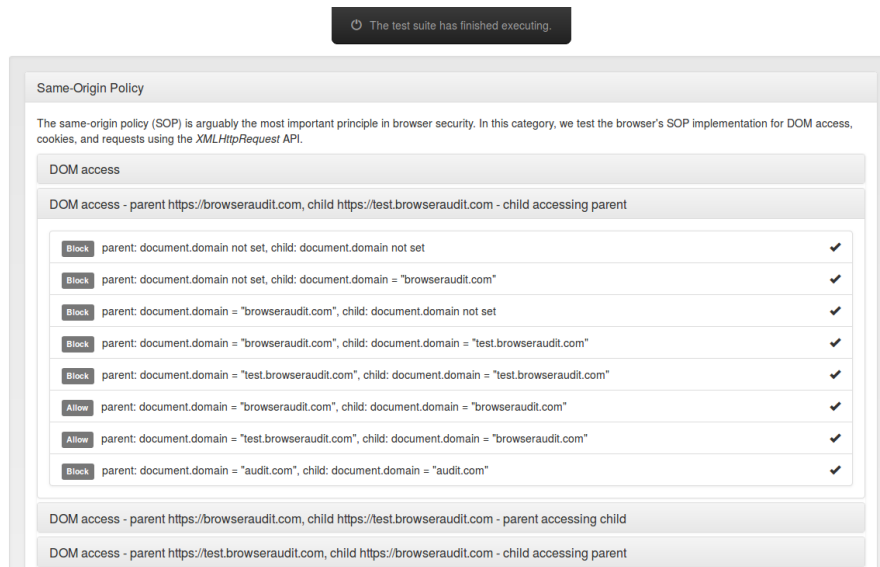 The test suite has finished executing.
Same-Origin Policy
The same-origin policy (SOP) is arguably the most important principle in browser security. In this category, we test the browser's SOP implementation for DOM access,
cookies, and requests using the XMLHttpRequest API.
DOM access
DOM access - parent https://browseraudit.com, child https://test.browseraudit.com - child accessing parent
Block parent: document.domain not set, child: document.domain not set
Block parent: document.domain not set, child: document.domain = "browseraudit.com"
Block parent: document.domain = "browseraudit.com", child: document.domain not set
Block parent: document.domain = "browseraudit.com", child: document.domain = "test.browseraudit.com"
Block parent: document.domain = "test.browseraudit.com", child: document.domain = "test.browseraudit.com"
Allow parent: document.domain = "browseraudit.com", child: document.domain = "browseraudit.com"
Allow parent: document.domain = "test.browseraudit.com", child: document.domain = "browseraudit.com"
Block parent: document.domain = "audit.com", child: document.domain = "audit.com"
DOM access - parent https://browseraudit.com, child https://test.browseraudit.com - parent accessing child
DOM access - parent https://test.browseraudit.com, child https://browseraudit.com - child accessing parent